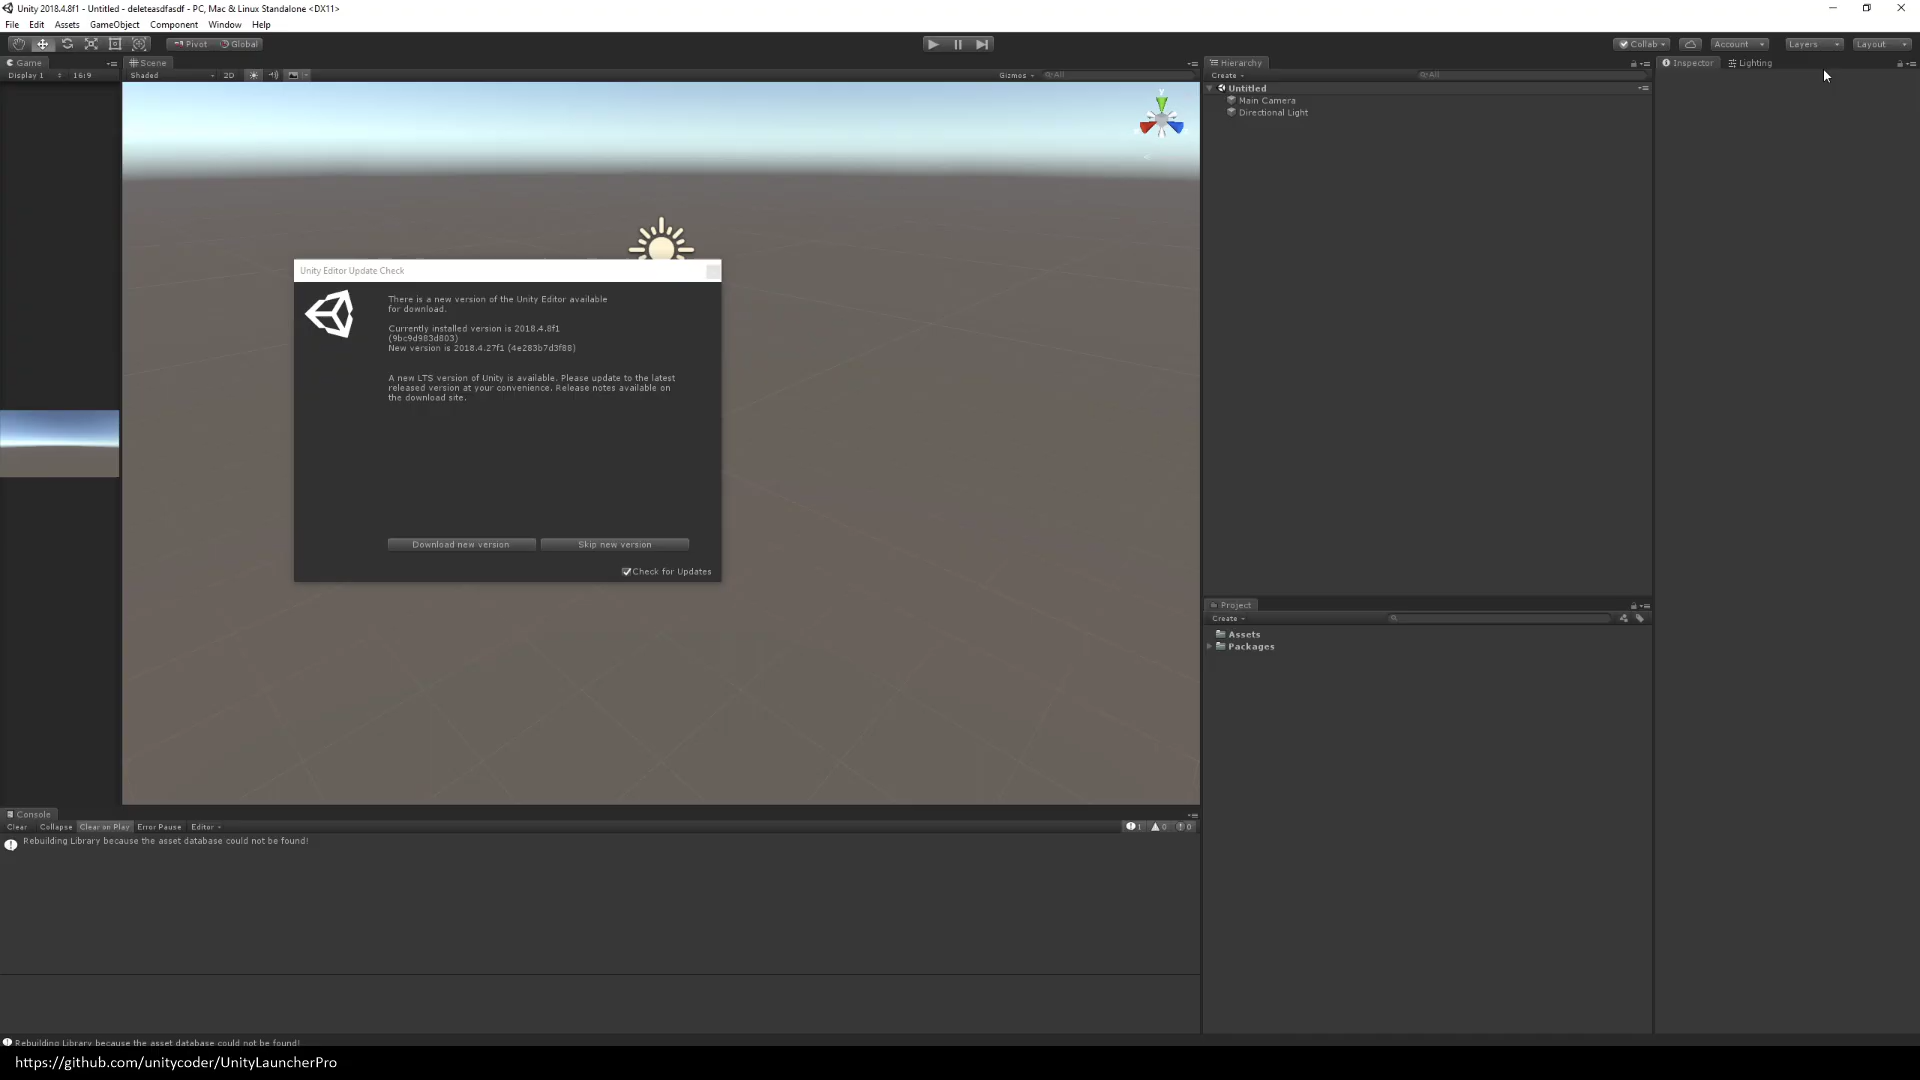 Unity 2018.4.8f1 - Untitled - deleteasdfasdf - PC, Mac & Linux Standalone <DX11>
File Edit Assets GameObject Component Window Help
Pivot Global Collab Account Layers Layout
Game Scene Hierarchy Inspector Lighting
Display 1 16:9 Shaded 2D Gizmos All Create All
Untitled
Main Camera
Directional Light
y
Unity Editor Update Check
There is a new version of the Unity Editor available
for download.
Currently installed version is 2018.4.8f1
(9bc9d983d803)
New version is 2018.4.27f1 (4e283b7d3f88)
A new LTS version of Unity is available. Please update to the latest
released version at your convenience. Release notes available on
the download site.
Download new version Skip new version
Check for Updates
Project
Create
Assets
Packages
Console
Clear Collapse Clear on Play Error Pause Editor 1 0 0
Rebuilding Library because the asset database could not be found!
Rebuilding Library because the asset database could not be found!
https://github.com/unitycoder/UnityLauncherPro